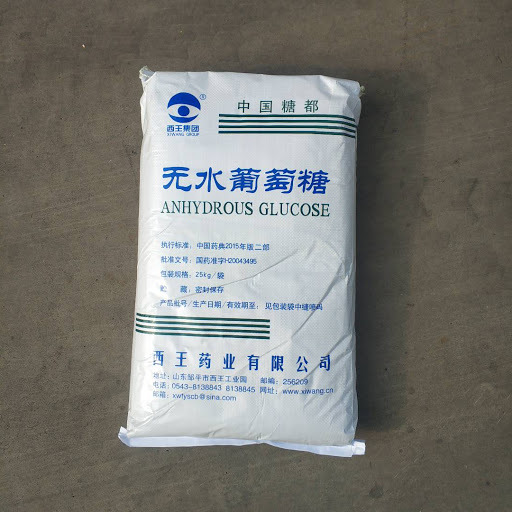 ®
西王集团
XIWANG GROUP
中国糖都
无水葡萄糖
ANHYDROUS GLUCOSE
执行标准：中国药典2015年版二部
批准文号：国药准字H20043495
包装规格：25kg／袋
贮 藏：密封保存
产品批号/生产日期/有效期至：见包装袋中缝喷码
西王药业有限公司
地址：山东邹平市西王工业园 邮编：256209
电话：0543-8138843 8138845 网址：www.xiwang.cn
邮箱：xwfyscb@sina.com